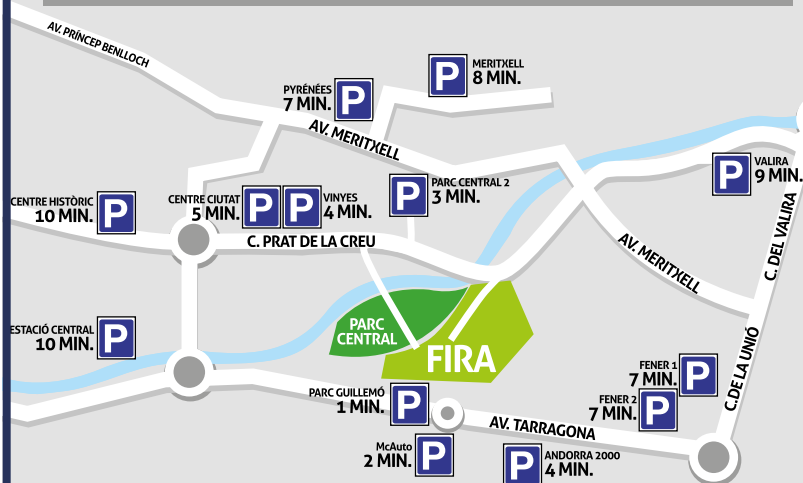 AV. PRÍNCEP BENLLOCH
MERITXELL
8 MIN.
P
PYRÉNÉES
7 MIN.
P
AV. MERITXELL
VALIRA
9 MIN.
P
PARC CENTRAL 2
3 MIN.
P
CENTRE HISTÒRIC
10 MIN.
P
CENTRE CIUTAT
5 MIN.
P
P
VINYES
4 MIN.
C. PRAT DE LA CREU
AV. MERITXELL
C. DEL VALIRA
ESTACIÓ CENTRAL
10 MIN.
P
PARC
CENTRAL
FIRA
C.DE LA UNIÓ
FENER 1
7 MIN.
P
FENER 2
7 MIN.
P
PARC GUILLEMÓ
1 MIN.
P
AV. TARRAGONA
McAuto
2 MIN.
P
P
ANDORRA 2000
4 MIN.